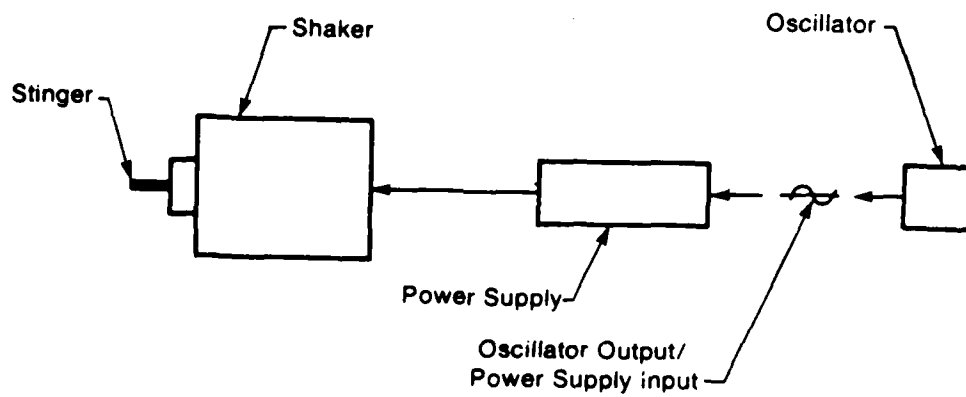 Shaker
Oscillator
Stinger
Power Supply
Oscillator Output/
Power Supply input